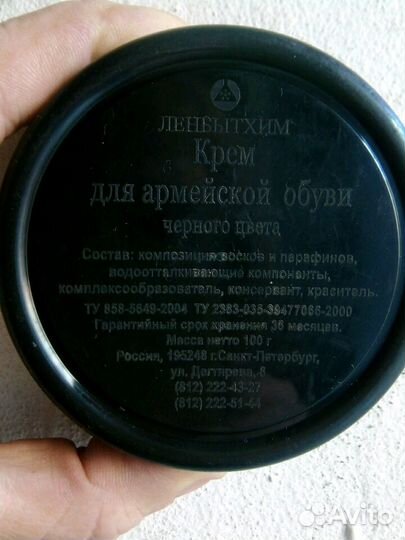 ЛЕНБЫТХИМ
Крем
для армейской обуви
черного цвета
Состав: композиция восков и парафинов,
водоотталкивающие компоненты,
комплексообразователь, консервант, краситель.
ТУ 858-5649-2004 ТУ 2383-035-39477066-2000
Гарантийный срок хранения 36 месяцев.
Масса нетто 100 г
Россия, 195248 г.Санкт-Петербург,
ул. Дегтярева, 8
(812) 222-43-27
(812) 222-51-44
Avito